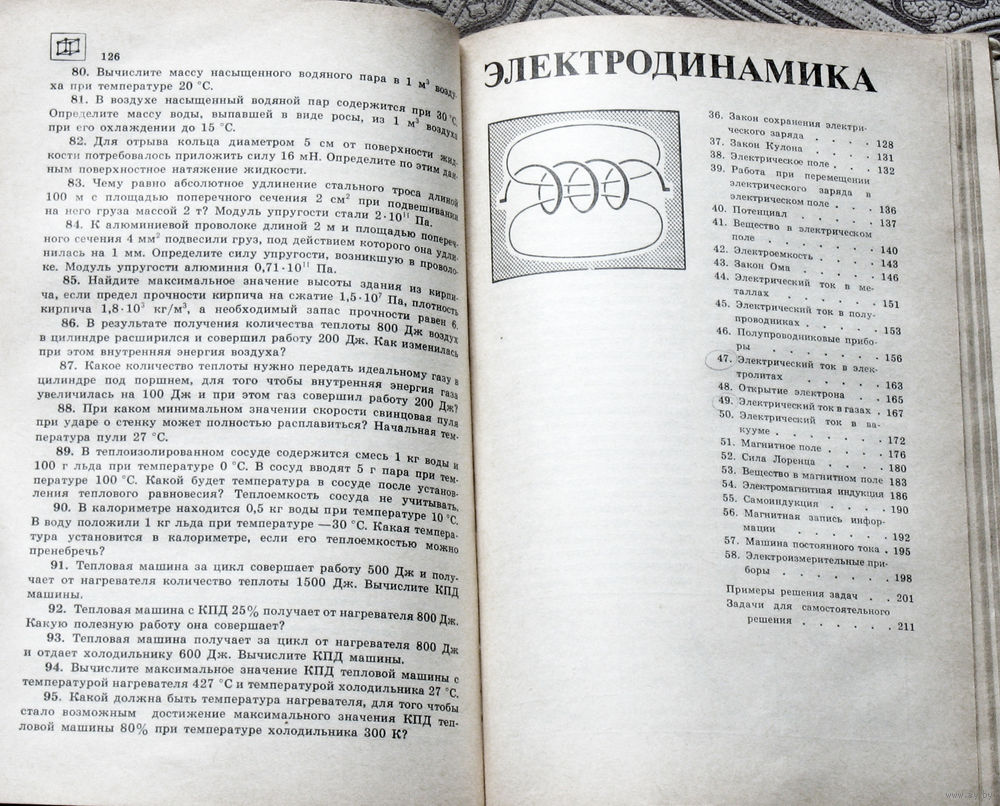 126
80. Вычислите массу насыщенного водяного пара в 1 м³ возду-
ха при температуре 20 °С.
81. В воздухе насыщенный водяной пар содержится при 30 °С.
Определите массу воды, выпавшей в виде росы, из 1 м³ воздуха
при его охлаждении до 15 °С.
82. Для отрыва кольца диаметром 5 см от поверхности жид-
кости потребовалось приложить силу 16 мН. Определите по этим дан-
ным поверхностное натяжение жидкости.
83. Чему равно абсолютное удлинение стального троса длиной
100 м с площадью поперечного сечения 2 см² при подвешивании
на него груза массой 2 т? Модуль упругости стали 2·10¹¹ Па.
84. К алюминиевой проволоке длиной 2 м и площадью попереч-
ного сечения 4 мм² подвесили груз, под действием которого она удли-
нилась на 1 мм. Определите силу упругости, возникшую в проволо-
ке. Модуль упругости алюминия 0,71·10¹¹ Па.
85. Найдите максимальное значение высоты здания из кирпи-
ча, если предел прочности кирпича на сжатие 1,5·10⁷ Па, плотность
кирпича 1,8·10³ кг/м³, а необходимый запас прочности равен 6.
86. В результате получения количества теплоты 800 Дж воздух
в цилиндре расширился и совершил работу 200 Дж. Как изменилась
при этом внутренняя энергия воздуха?
87. Какое количество теплоты нужно передать идеальному газу в
цилиндре под поршнем, для того чтобы внутренняя энергия газа
увеличилась на 100 Дж и при этом газ совершил работу 200 Дж?
88. При каком минимальном значении скорости свинцовая пуля
при ударе о стенку может полностью расплавиться? Начальная тем-
пература пули 27 °С.
89. В теплоизолированном сосуде содержится смесь 1 кг воды и
100 г льда при температуре 0 °С. В сосуд вводят 5 г пара при тем-
пературе 100 °С. Какой будет температура в сосуде после установ-
ления теплового равновесия? Теплоемкость сосуда не учитывать.
90. В калориметре находится 0,5 кг воды при температуре 10 °С.
В воду положили 1 кг льда при температуре —30 °С. Какая темпера-
тура установится в калориметре, если его теплоемкостью можно
пренебречь?
91. Тепловая машина за цикл совершает работу 500 Дж и полу-
чает от нагревателя количество теплоты 1500 Дж. Вычислите КПД
машины.
92. Тепловая машина с КПД 25% получает от нагревателя 800 Дж.
Какую полезную работу она совершает?
93. Тепловая машина получает за цикл от нагревателя 800 Дж
и отдает холодильнику 600 Дж. Вычислите КПД машины.
94. Вычислите максимальное значение КПД тепловой машины с
температурой нагревателя 427 °С и температурой холодильника 27 °С.
95. Какой должна быть температура нагревателя, для того чтобы
стало возможным достижение максимального значения КПД теп-
ловой машины 80% при температуре холодильника 300 К?
ЭЛЕКТРОДИНАМИКА
36. Закон сохранения электри-
ческого заряда . . . . 128
37. Закон Кулона . . . . 131
38. Электрическое поле . . . 132
39. Работа при перемещении
электрического заряда в
электрическом поле . . . 136
40. Потенциал . . . . . 137
41. Вещество в электрическом
поле . . . . . . . 140
42. Электроемкость . . . . 143
43. Закон Ома . . . . . 146
44. Электрический ток в ме-
таллах . . . . . . 151
45. Электрический ток в полу-
проводниках . . . . . 153
46. Полупроводниковые прибо-
ры . . . . . . . 156
47. Электрический ток в элек-
тролитах . . . . . 163
48. Открытие электрона . . . 165
49. Электрический ток в газах . 167
50. Электрический ток в ва-
кууме . . . . . . 172
51. Магнитное поле . . . . 176
52. Сила Лоренца . . . . 180
53. Вещество в магнитном поле 183
54. Электромагнитная индукция 186
55. Самоиндукция . . . . 190
56. Магнитная запись инфор-
мации . . . . . . 192
57. Машина постоянного тока . 195
58. Электроизмерительные при-
боры . . . . . . 198
Примеры решения задач . . 201
Задачи для самостоятельного
решения . . . . . . 211